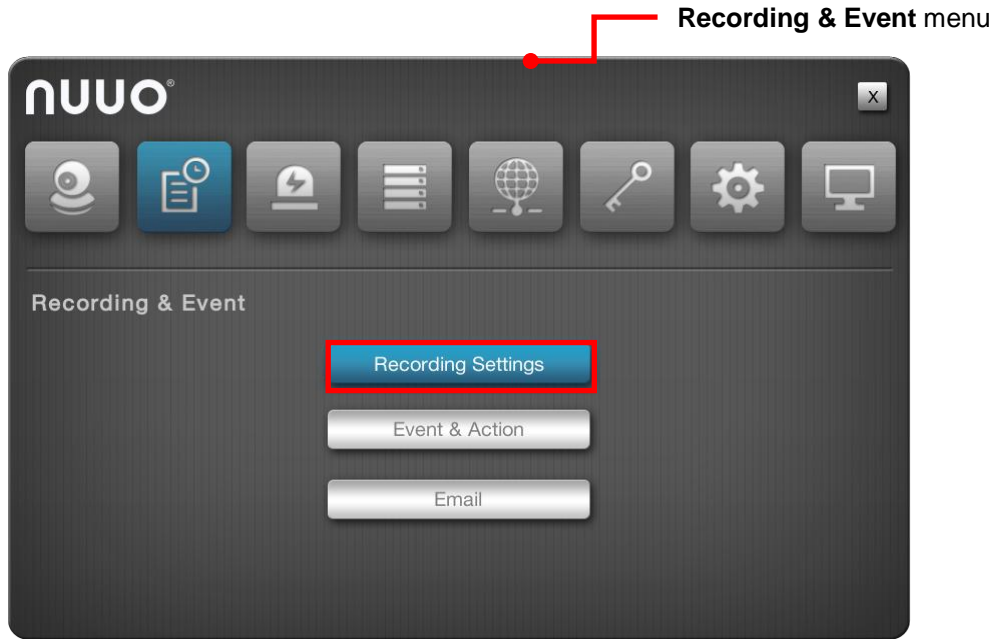 Recording & Event menu
nuuo®
X
Recording & Event
Recording Settings
Event & Action
Email